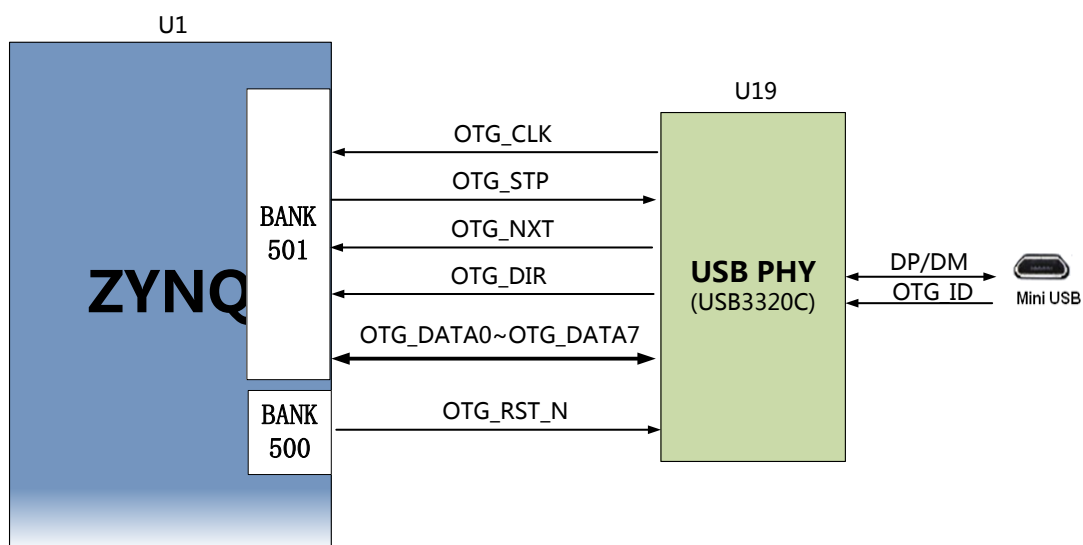 U1
U19
OTG_CLK
OTG_STP
BANK
501
OTG_NXT
ZYNQ
OTG_DIR
USB PHY
(USB3320C)
DP/DM
OTG_ID
Mini USB
OTG_DATA0~OTG_DATA7
BANK
500
OTG_RST_N